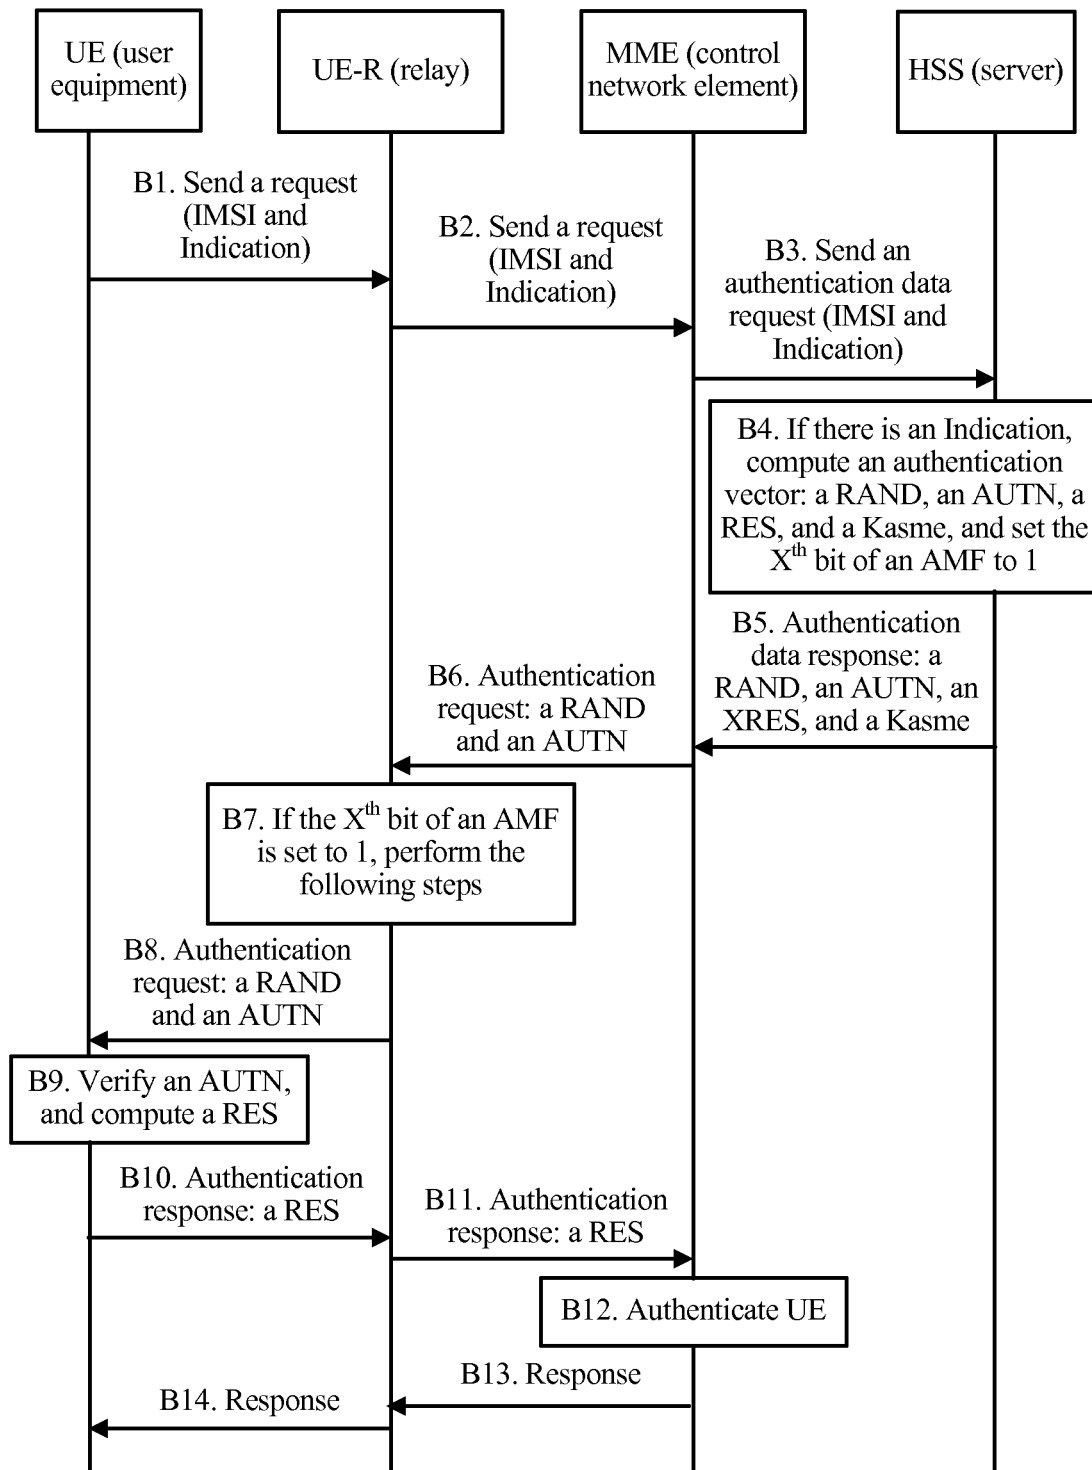 UE (user
equipment)
UE-R (relay)
MME (control
network element)
HSS (server)
B1. Send a request
(IMSI and
Indication)
B2. Send a request
(IMSI and
Indication)
B3. Send an
authentication data
request (IMSI and
Indication)
B4. If there is an Indication,
compute an authentication
vector: a RAND, an AUTN, a
RES, and a Kasme, and set the
Xth bit of an AMF to 1
B5. Authentication
data response: a
RAND, an AUTN, an
XRES, and a Kasme
B6. Authentication
request: a RAND
and an AUTN
B7. If the Xth bit of an AMF
is set to 1, perform the
following steps
B8. Authentication
request: a RAND
and an AUTN
B9. Verify an AUTN,
and compute a RES
B10. Authentication
response: a RES
B11. Authentication
response: a RES
B12. Authenticate UE
B13. Response
B14. Response